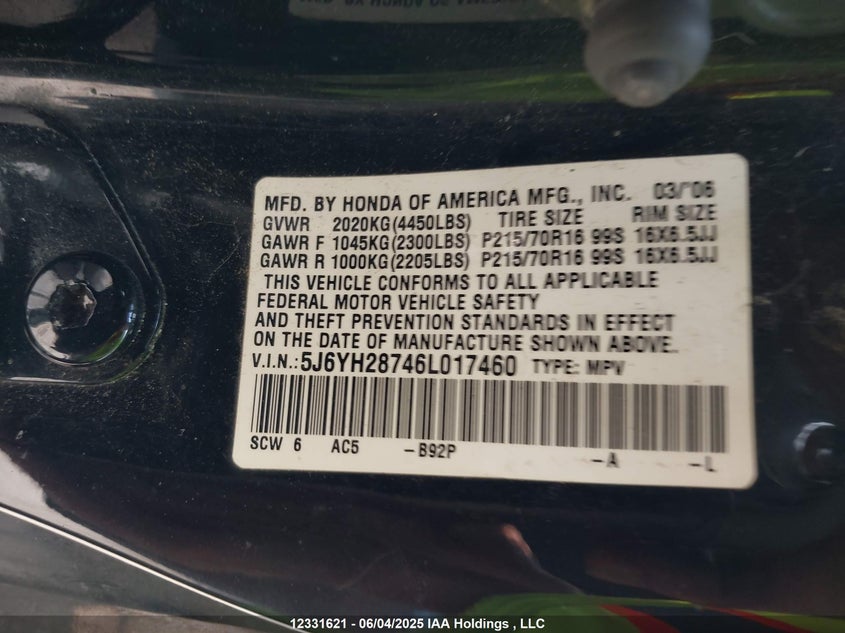 MFD. BY HONDA OF AMERICA MFG., INC. 03/'06
GVWR 2020KG(4450LBS) TIRE SIZE RIM SIZE
GAWR F 1045KG(2300LBS) P215/70R16 99S 16X6.5JJ
GAWR R 1000KG(2205LBS) P215/70R16 99S 16X6.5JJ
THIS VEHICLE CONFORMS TO ALL APPLICABLE
FEDERAL MOTOR VEHICLE SAFETY
AND THEFT PREVENTION STANDARDS IN EFFECT
ON THE DATE OF MANUFACTURE SHOWN ABOVE.
V.I.N.:5J6YH28746L017460 TYPE: MPV
SCW 6 AC5 -B92P -A -L
12331621 - 06/04/2025 IAA Holdings , LLC